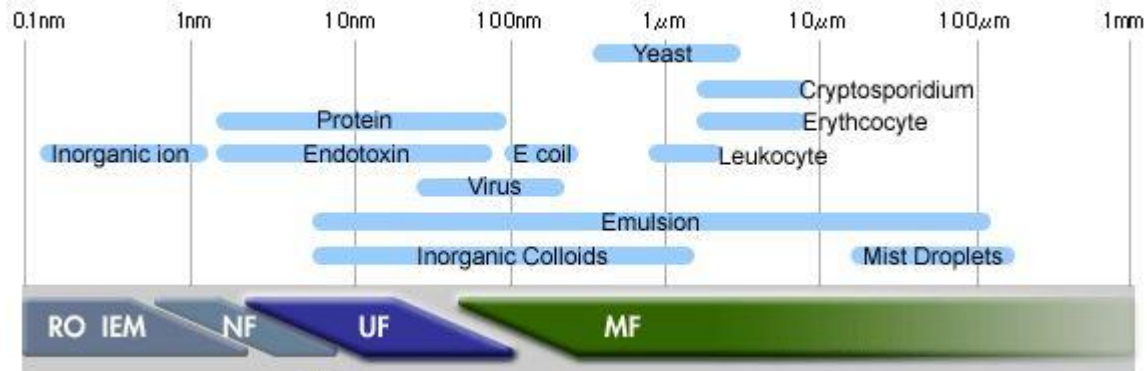 0.1nm 1nm 10nm 100nm 1μm 10μm 100μm 1mm
Yeast
Cryptosporidium
Protein Erythcocyte
Inorganic ion Endotoxin E coil Leukocyte
Virus
Emulsion
Inorganic Colloids Mist Droplets
RO IEM NF UF MF